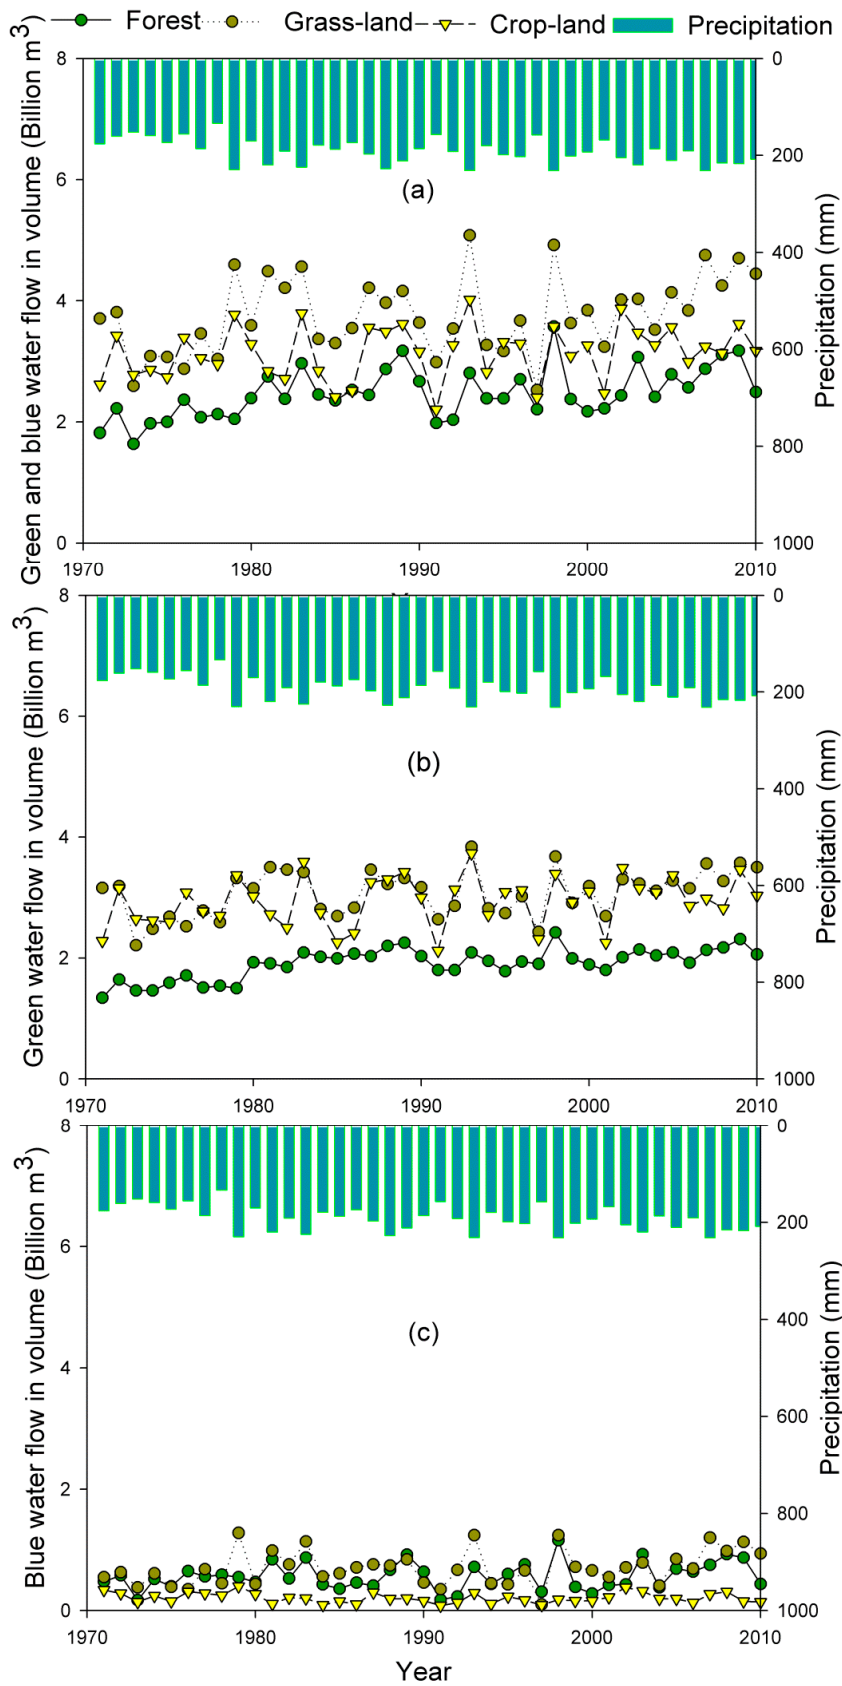 Forest Grass-land Crop-land Precipitation
Green and blue water flow in volume (Billion m3)
8
6
4
2
0
(a)
0
200
400
600
800
1000
Precipitation (mm)
1970 1980 1990 2000 2010
Green water flow in volume (Billion m3)
8
6
4
2
0
(b)
0
200
400
600
800
1000
Precipitation (mm)
1970 1980 1990 2000 2010
Blue water flow in volume (Billion m3)
8
6
4
2
0
(c)
0
200
400
600
800
1000
Precipitation (mm)
1970 1980 1990 2000 2010
Year